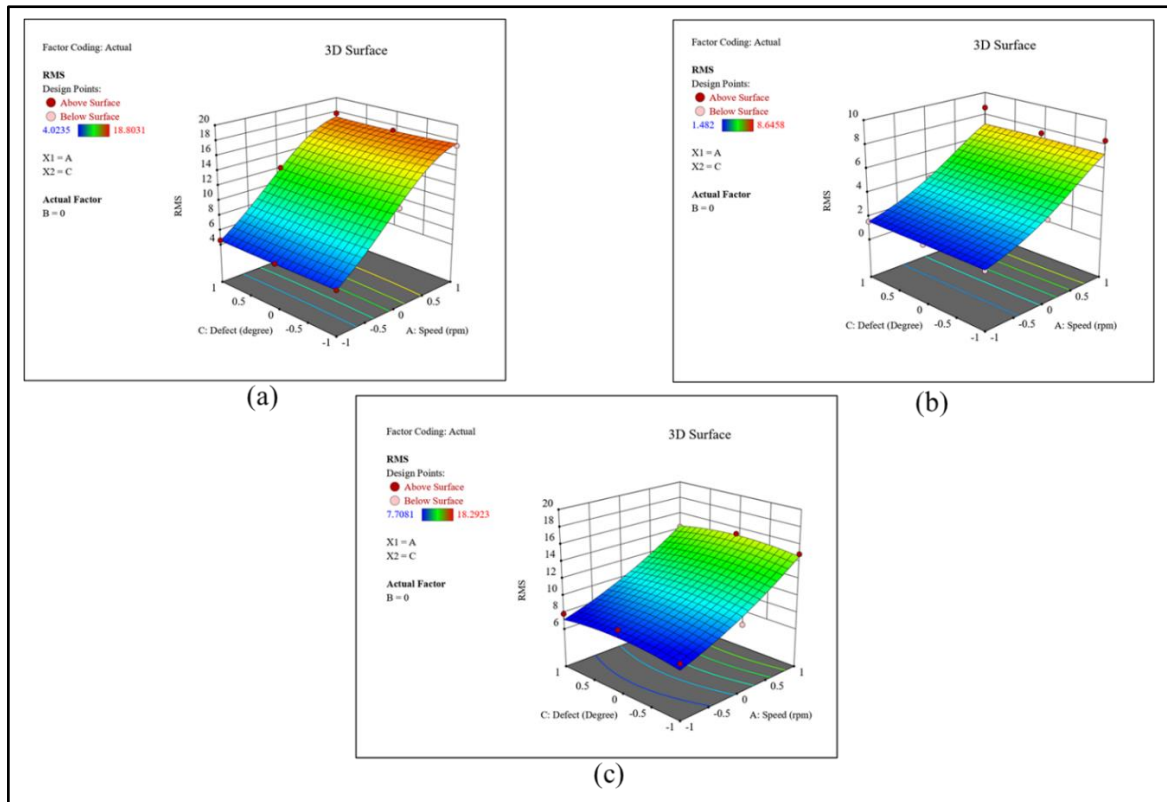 Factor Coding: Actual
3D Surface
RMS
Design Points:
Above Surface
Below Surface
4.0235 18.8031
X1 = A
X2 = C
Actual Factor
B = 0
20
18
16
14
12
10
8
6
4
RMS
1
0.5
0
-0.5
-1
C: Defect (degree)
-1
-0.5
0
0.5
1
A: Speed (rpm)
(a)
Factor Coding: Actual
3D Surface
RMS
Design Points:
Above Surface
Below Surface
1.482 8.6458
X1 = A
X2 = C
Actual Factor
B = 0
10
8
6
4
2
0
RMS
1
0.5
0
-0.5
-1
C: Defect (Degree)
-1
-0.5
0
0.5
1
A: Speed (rpm)
(b)
Factor Coding: Actual
3D Surface
RMS
Design Points:
Above Surface
Below Surface
7.7081 18.2923
X1 = A
X2 = C
Actual Factor
B = 0
20
18
16
14
12
10
8
6
RMS
1
0.5
0
-0.5
-1
C: Defect (Degree)
-1
-0.5
0
0.5
1
A: Speed (rpm)
(c)